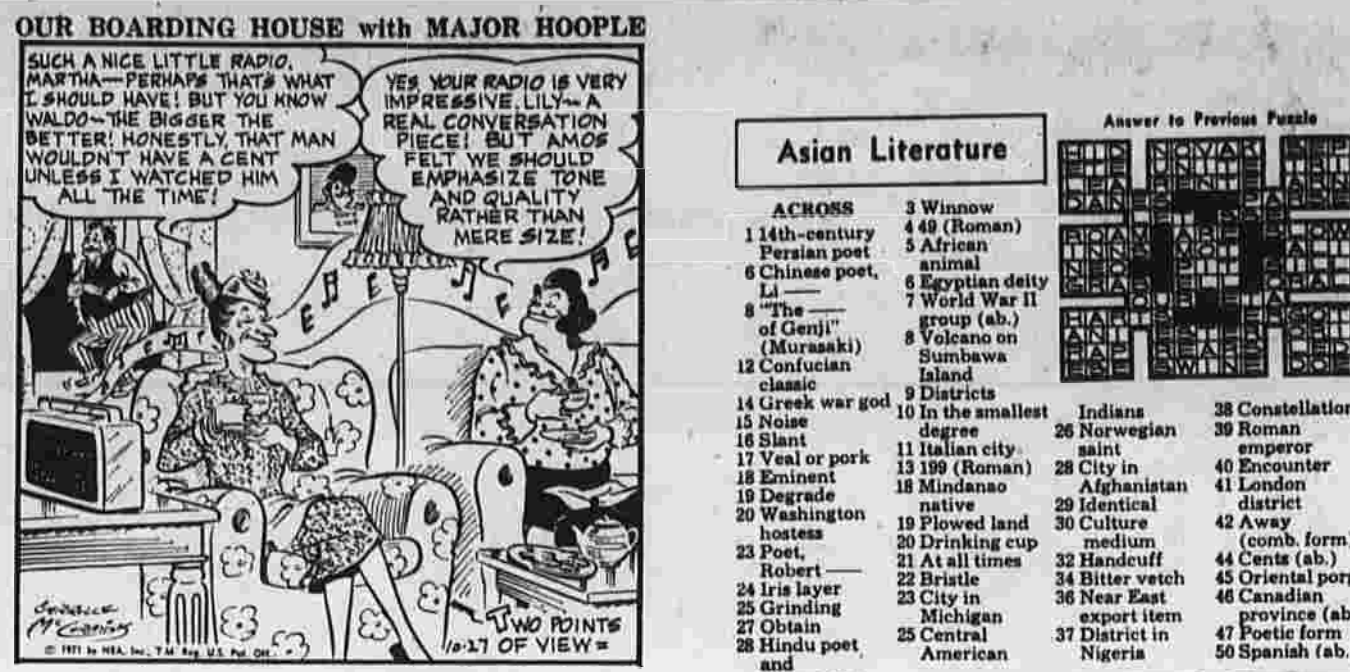 OUR BOARDING HOUSE with MAJOR HOOPLE
SUCH A NICE LITTLE RADIO,
MARTHA—PERHAPS THAT'S WHAT
I SHOULD HAVE! BUT YOU KNOW
WALDO~THE BIGGER THE
BETTER! HONESTLY, THAT MAN
WOULDN'T HAVE A CENT
UNLESS I WATCHED HIM
ALL THE TIME!
YES YOUR RADIO IS VERY
IMPRESSIVE, LILY~ A
REAL CONVERSATION
PIECE! BUT AMOS
FELT WE SHOULD
EMPHASIZE TONE
AND QUALITY
RATHER THAN
MERE SIZE!
TWO POINTS
OF VIEW=
10-27
© 1971 by NEA, Inc., T.M. Reg. U.S. Pat. Off.
Asian Literature
ACROSS
1 14th-century
Persian poet
6 Chinese poet,
Li ——
8 "The ——
of Genji"
(Murasaki)
12 Confucian
classic
14 Greek war god
15 Noise
16 Slant
17 Veal or pork
18 Eminent
19 Degrade
20 Washington
hostess
23 Poet,
Robert ——
24 Iris layer
25 Grinding
27 Obtain
28 Hindu poet,
and
3 Winnow
4 49 (Roman)
5 African
animal
6 Egyptian deity
7 World War II
group (ab.)
8 Volcano on
Sumbawa
Island
9 Districts
10 In the smallest
degree
11 Italian city
13 199 (Roman)
18 Mindanao
native
19 Plowed land
20 Drinking cup
21 At all times
22 Bristle
23 City in
Michigan
25 Central
American
Answer to Previous Puzzle
Indians
26 Norwegian
saint
28 City in
Afghanistan
29 Identical
30 Culture
medium
32 Handcuff
34 Bitter vetch
36 Near East
export item
37 District in
Nigeria
38 Constellation
39 Roman
emperor
40 Encounter
41 London
district
42 Away
(comb. form)
44 Cents (ab.)
45 Oriental
46 Canadian
province (ab.
47 Poetic form
50 Spanish (ab.